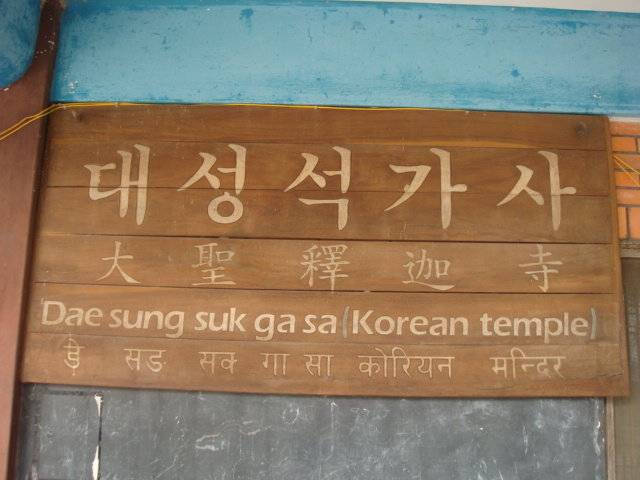 대성석가사
大聖釋迦寺
Dae sung suk ga sa (Korean temple)
ड़े सङ सक गा सा कोरियन मन्दिर